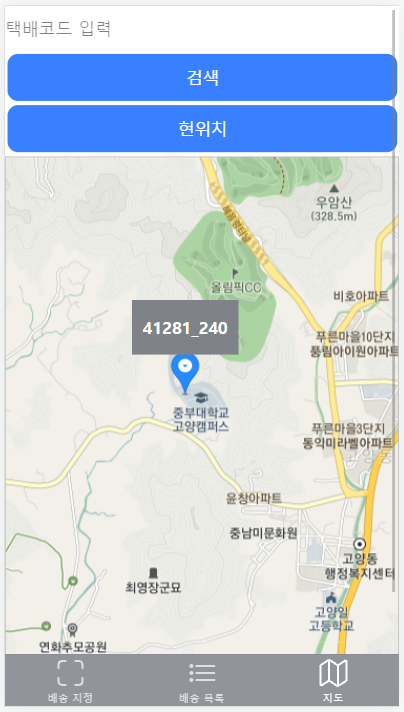 택배코드 입력
검색
현위치
우암산
(328.5m)
올림픽CC
비호아파트
41281_240
푸른마을10단지
풍림아이원아파트
중부대학교
고양캠퍼스
푸른마을3단지
동익미라벨아파트
고양동
윤창아파트
중남미문화원
고양동
행정복지센터
최영장군묘
고양일
고등학교
연화추모공원
배송 지정
배송 목록
지도